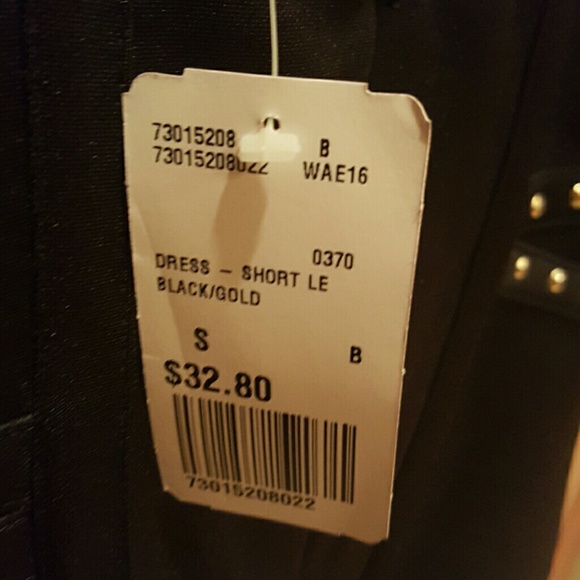 73015208 B
73015208022 WAE16
0370
DRESS – SHORT LE
BLACK/GOLD
S
B
$32.80
73015208022